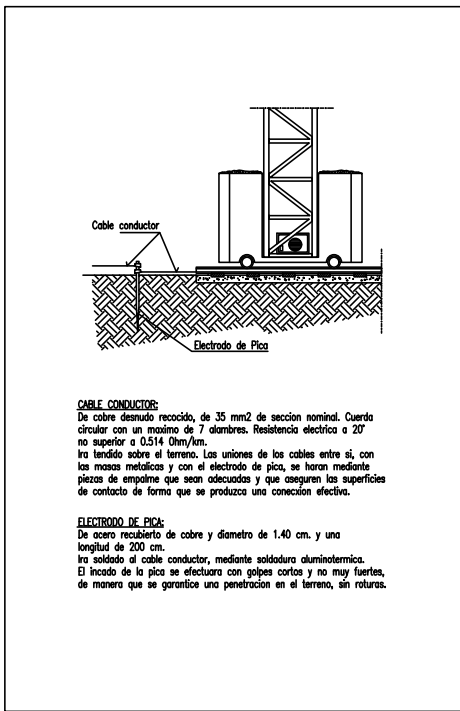 Cable conductor
Electrodo de Pica
CABLE CONDUCTOR:
De cobre desnudo recocido, de 35 mm2 de seccion nominal. Cuerda
circular con un maximo de 7 alambres. Resistencia electrica a 20°
no superior a 0.514 Ohm/km.
Ira tendido sobre el terreno. Las uniones de los cables entre si, con
las masas metalicas y con el electrodo de pica, se haran mediante
piezas de empalme que sean adecuadas y que aseguren las superficies
de contacto de forma que se produzca una conecxion efectiva.
ELECTRODO DE PICA:
De acero recubierto de cobre y diametro de 1.40 cm. y una
longitud de 200 cm.
Ira soldado al cable conductor, mediante soldadura aluminotermica.
El incado de la pica se efectuara con golpes cortos y no muy fuertes,
de manera que se garantice una penetracion en el terreno, sin roturas.